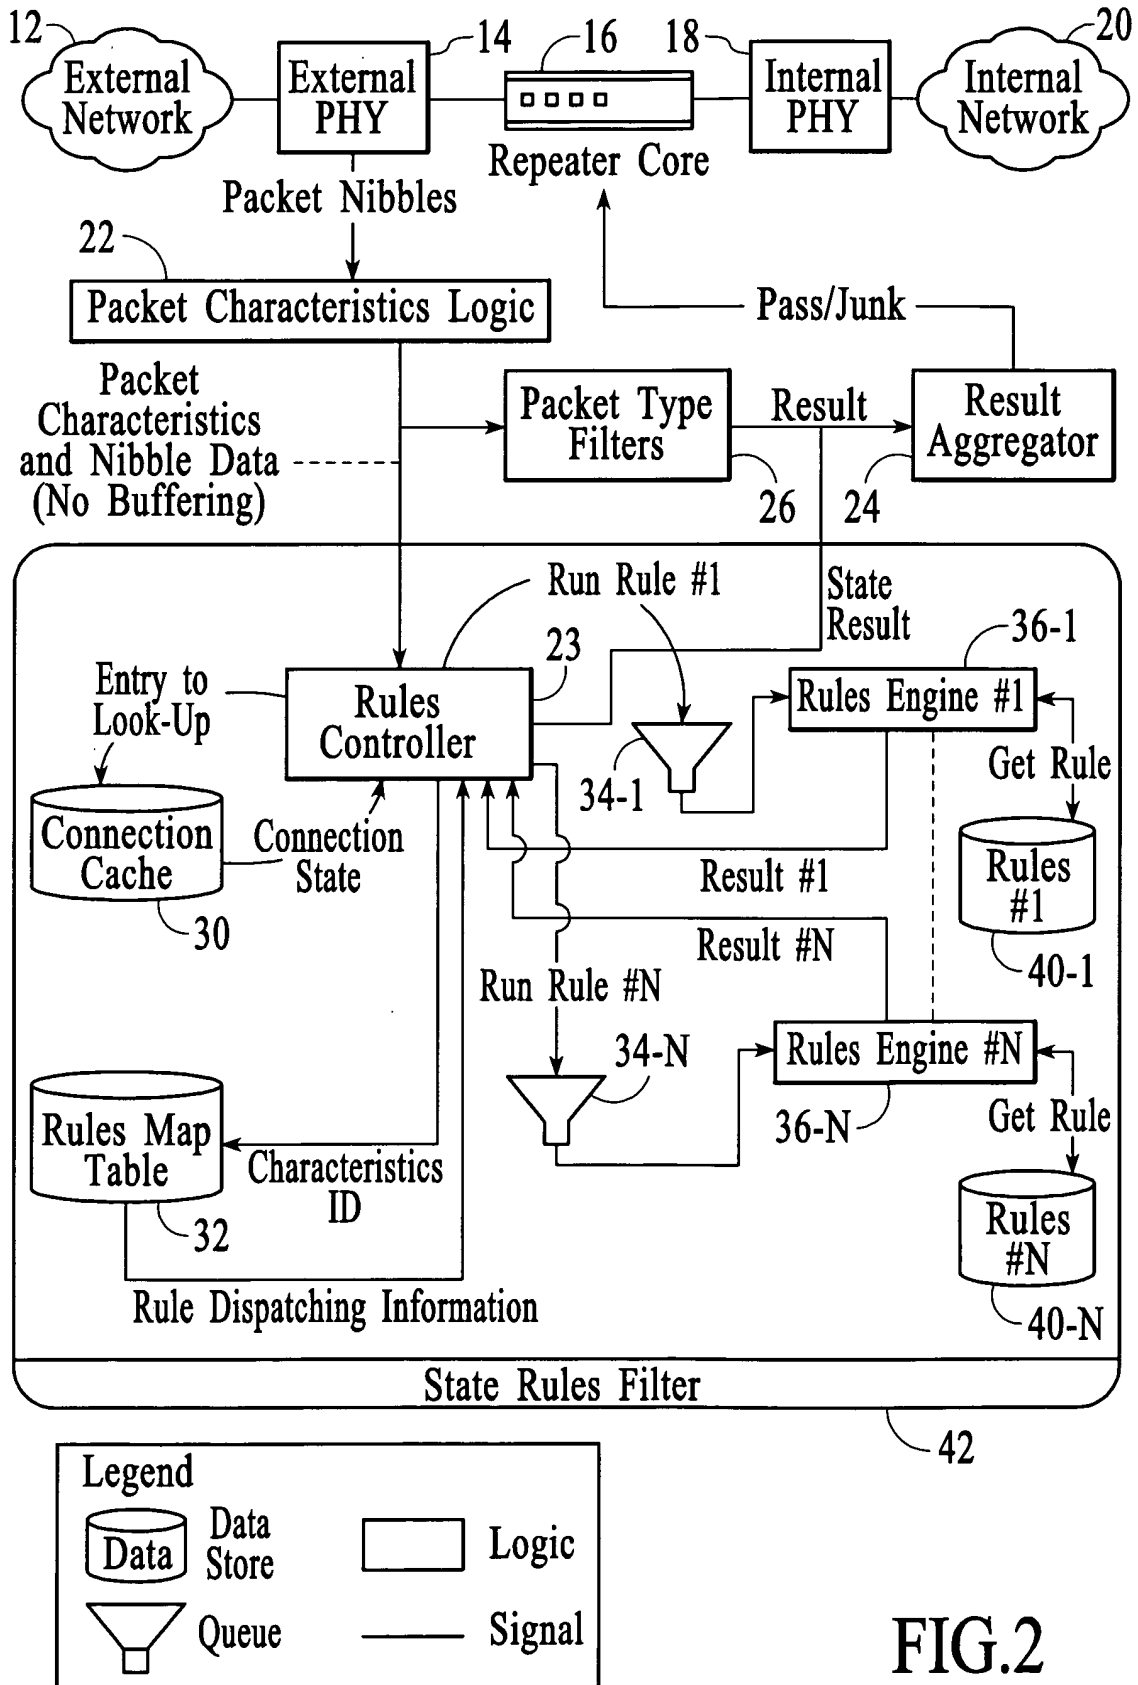 12
External
Network
14
External
PHY
16
Repeater Core
18
Internal
PHY
20
Internal
Network
Packet Nibbles
22
Packet Characteristics Logic
Pass/Junk
Packet
Characteristics
and Nibble Data
(No Buffering)
Packet Type
Filters
26
Result
Result
Aggregator
24
Run Rule #1
State
Result
23
Rules
Controller
Entry to
Look-Up
34-1
36-1
Rules Engine #1
Get Rule
Connection
Cache
30
Connection
State
Result #1
Rules
#1
40-1
Result #N
Run Rule #N
34-N
Rules Engine #N
36-N
Get Rule
Rules Map
Table
32
Characteristics
ID
Rules
#N
40-N
Rule Dispatching Information
State Rules Filter
42
Legend
Data
Data
Store
Logic
Queue
Signal
FIG.2